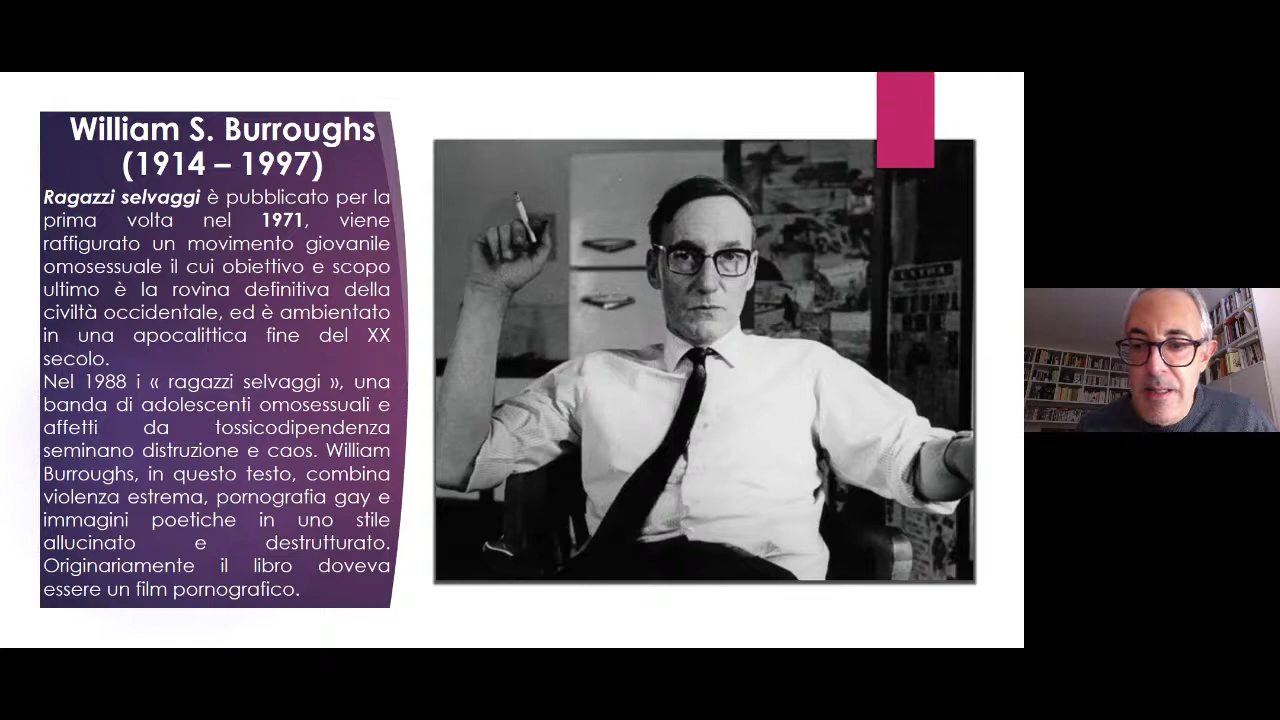 William S. Burroughs
(1914 – 1997)
Ragazzi selvaggi è pubblicato per la
prima volta nel 1971, viene
raffigurato un movimento giovanile
omosessuale il cui obiettivo e scopo
ultimo è la rovina definitiva della
civiltà occidentale, ed è ambientato
in una apocalittica fine del XX
secolo.
Nel 1988 i « ragazzi selvaggi », una
banda di adolescenti omosessuali e
affetti da tossicodipendenza
seminano distruzione e caos. William
Burroughs, in questo testo, combina
violenza estrema, pornografia gay e
immagini poetiche in uno stile
allucinato e destrutturato.
Originariamente il libro doveva
essere un film pornografico.